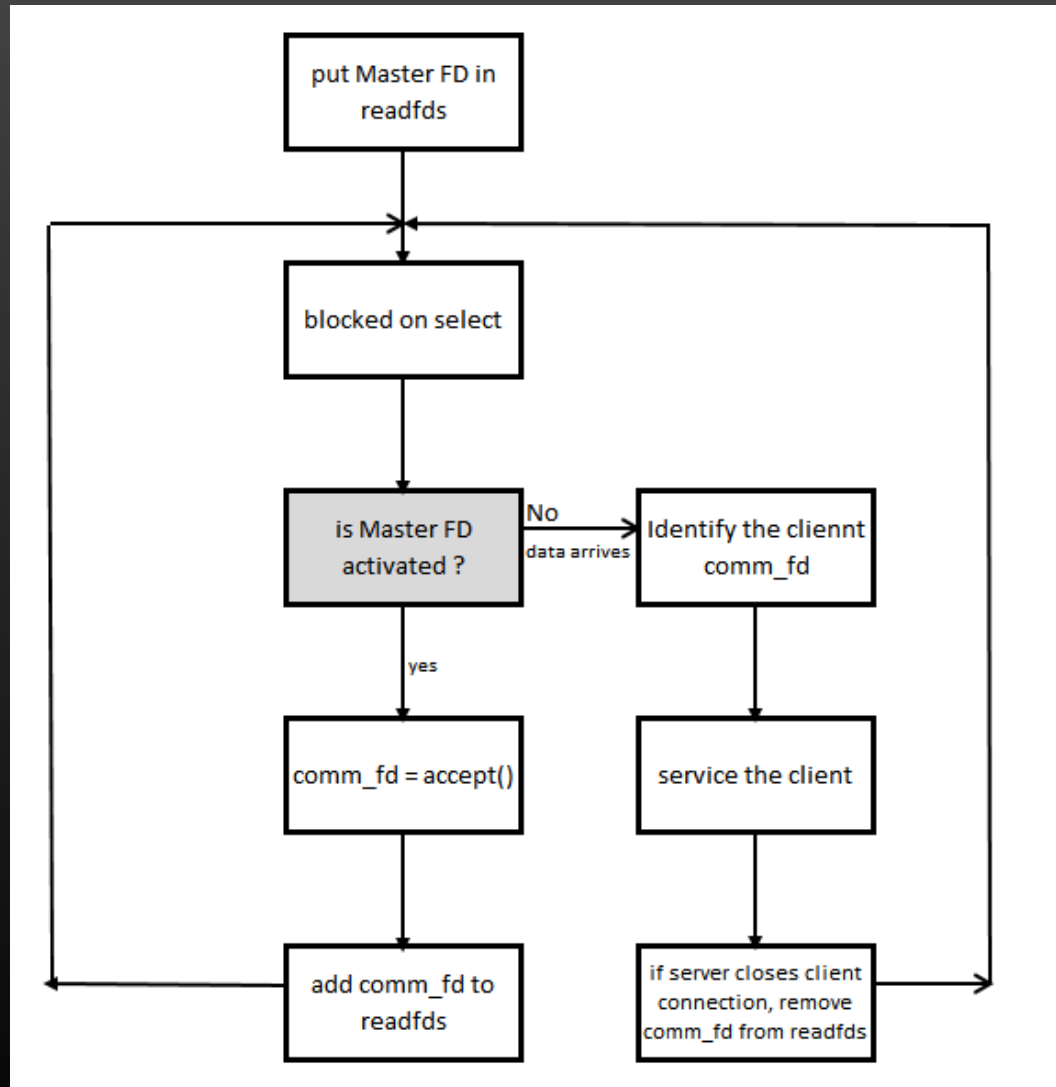 put Master FD in
readfds
blocked on select
is Master FD
activated ?
No
data arrives
Identify the cliennt
comm_fd
yes
comm_fd = accept()
service the client
add comm_fd to
readfds
if server closes client
connection, remove
comm_fd from readfds